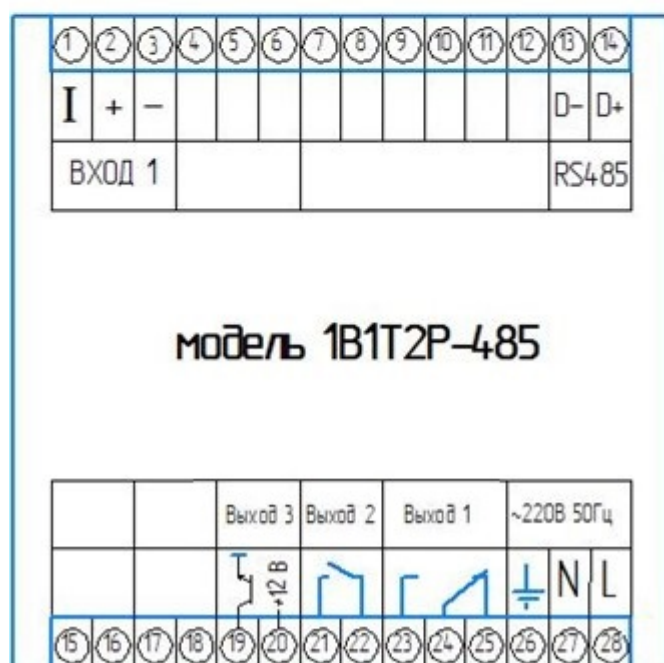 1 2 3 4 5 6 7 8 9 10 11 12 13 14
I + − D− D+
ВХОД 1 RS485
модель 1В1Т2Р-485
Выход 3 Выход 2 Выход 1 ~220В 50Гц
+12 В N L
15 16 17 18 19 20 21 22 23 24 25 26 27 28